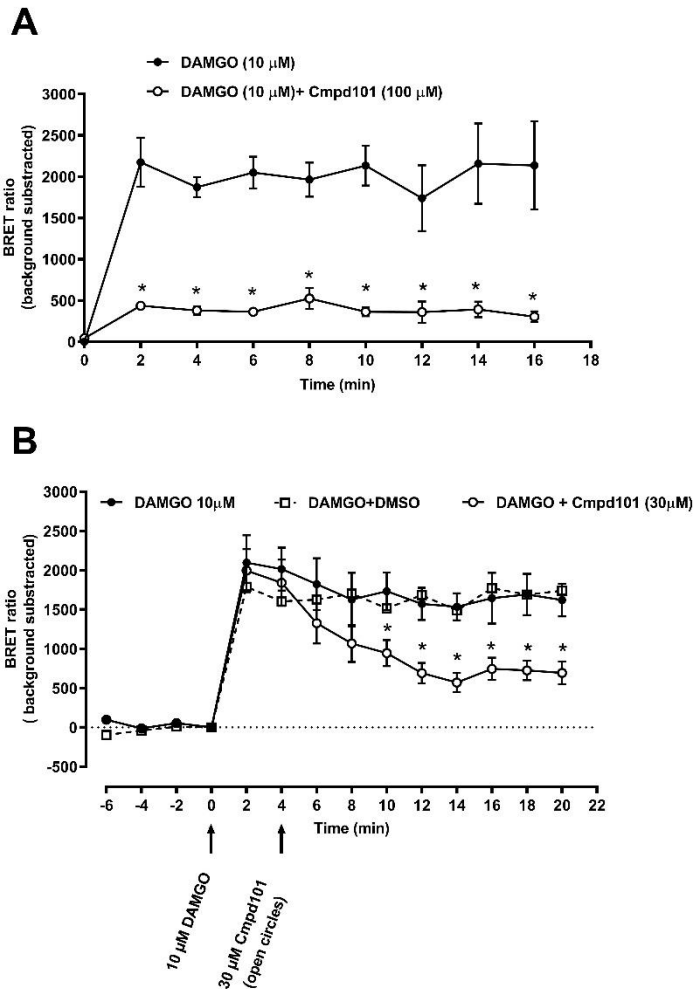 A
DAMGO (10 μM)
DAMGO (10 μM)+ Cmpd101 (100 μM)
3000
2500
2000
1500
1000
500
0
BRET ratio
(background substracted)
* * * * * * * *
0 2 4 6 8 10 12 14 16 18
Time (min)
B
DAMGO 10μM DAMGO+DMSO DAMGO + Cmpd101 (30μM)
3000
2500
2000
1500
1000
500
0
-500
BRET ratio
( background substracted)
* * * * * *
-6 -4 -2 0 2 4 6 8 10 12 14 16 18 20 22
Time (min)
10 μM DAMGO
30 μM Cmpd101
(open circles)